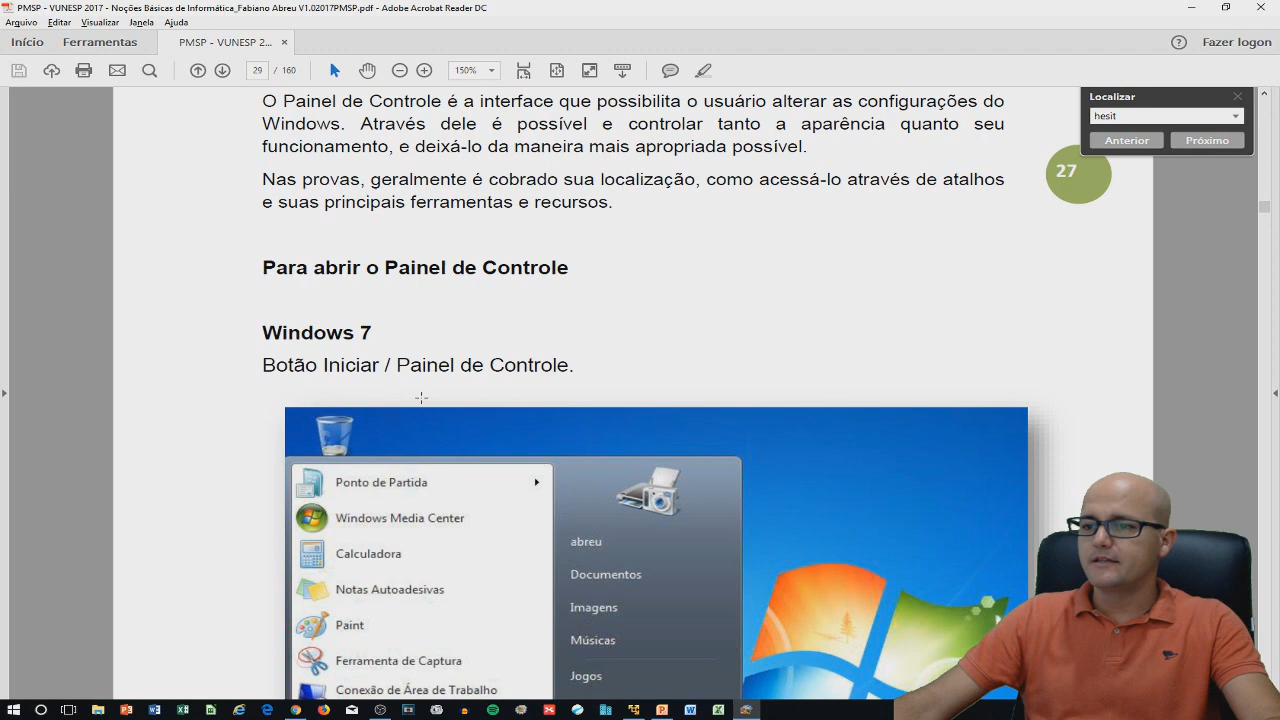 PMSP - VUNESP 2017 - Noções Básicas de Informática_Fabiano Abreu V1.02017PMSP.pdf - Adobe Acrobat Reader DC
Arquivo Editar Visualizar Janela Ajuda
Início Ferramentas PMSP - VUNESP 2... × Fazer logon
29 / 160 150%
Localizar
hesit
Anterior Próximo
O Painel de Controle é a interface que possibilita o usuário alterar as configurações do
Windows. Através dele é possível e controlar tanto a aparência quanto seu
funcionamento, e deixá-lo da maneira mais apropriada possível.
27
Nas provas, geralmente é cobrado sua localização, como acessá-lo através de atalhos
e suas principais ferramentas e recursos.
Para abrir o Painel de Controle
Windows 7
Botão Iniciar / Painel de Controle.
Ponto de Partida
Windows Media Center
Calculadora
Notas Autoadesivas
Paint
Ferramenta de Captura
Conexão de Área de Trabalho
abreu
Documentos
Imagens
Músicas
Jogos